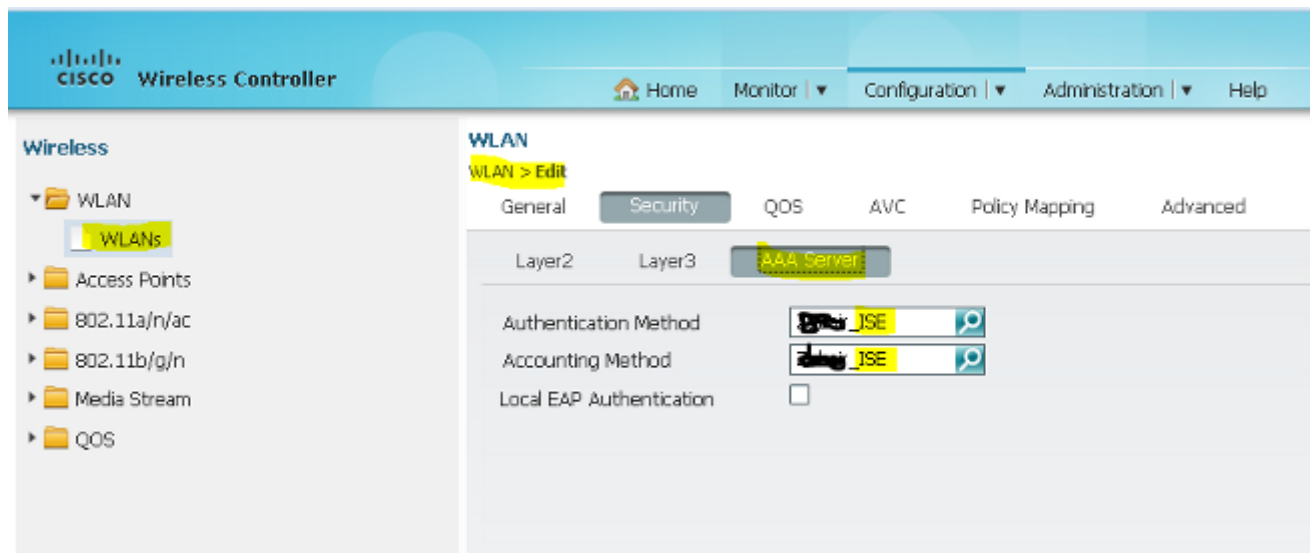 CISCO Wireless Controller
Home Monitor Configuration Administration Help
Wireless
WLAN
WLANs
Access Points
802.11a/n/ac
802.11b/g/n
Media Stream
QOS
WLAN
WLAN > Edit
General Security QOS AVC Policy Mapping Advanced
Layer2 Layer3 AAA Server
Authentication Method _ISE
Accounting Method _ISE
Local EAP Authentication